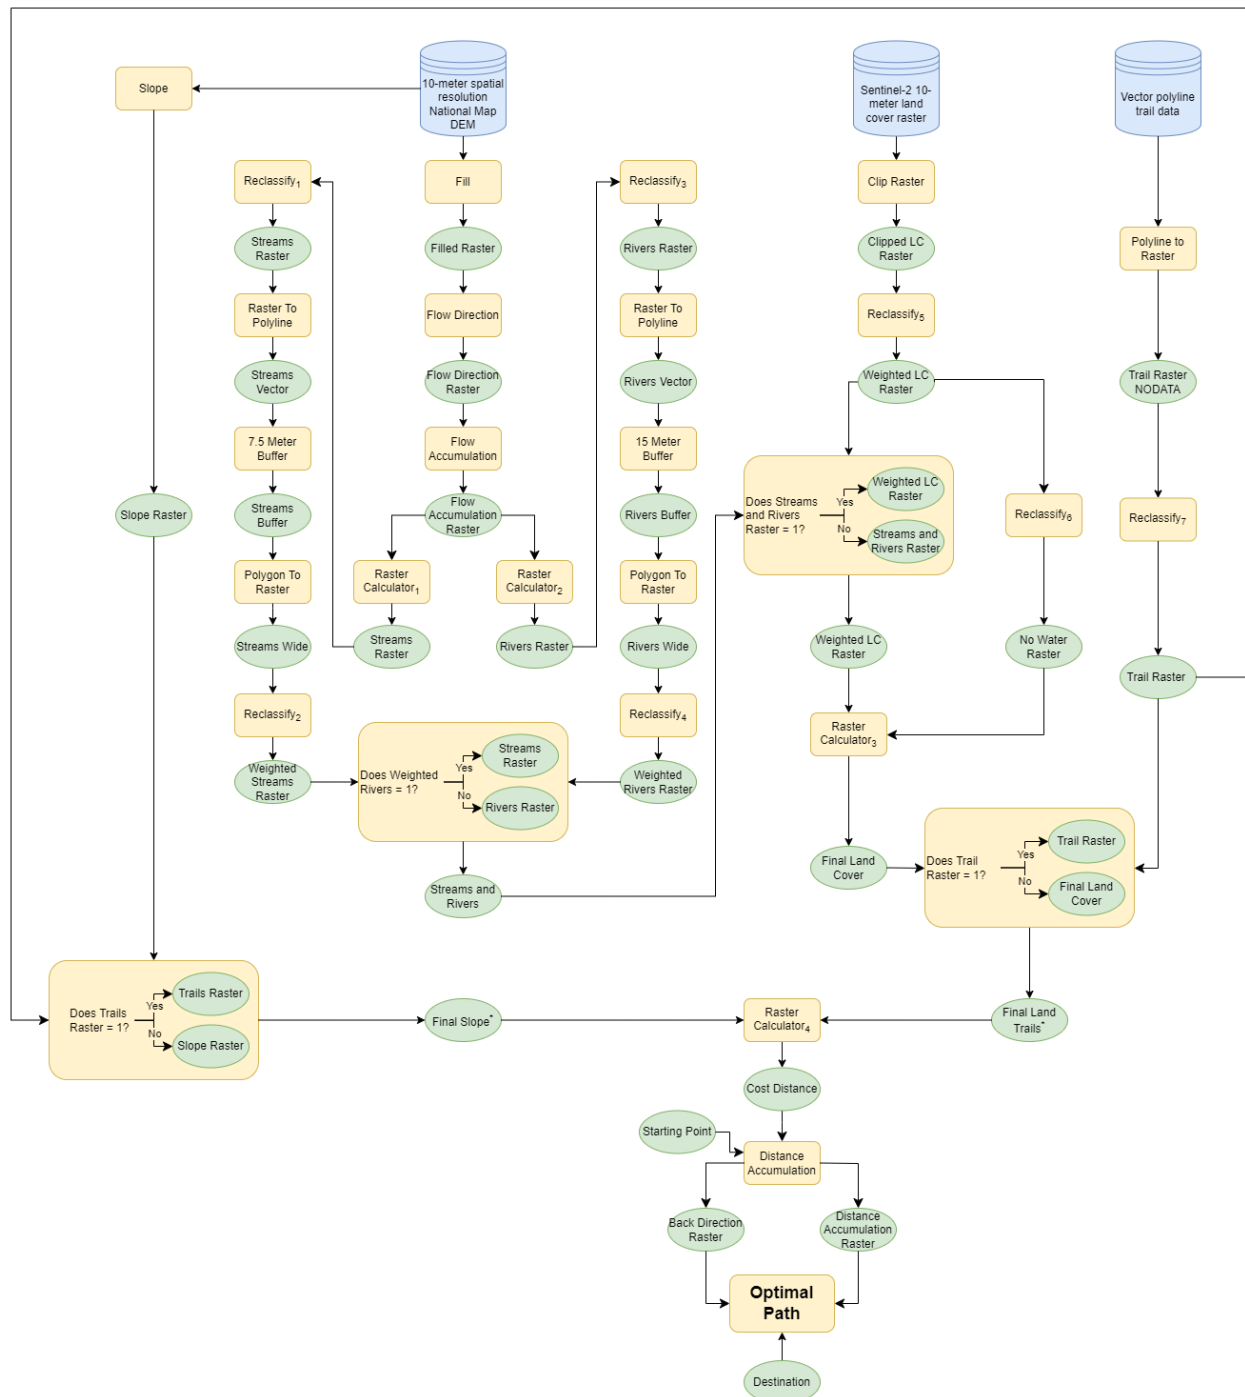 Slope
10-meter spatial
resolution
National Map
DEM
Sentinel-2 10-
meter land
cover raster
Vector polyline
trail data
Reclassify1
Fill
Reclassify3
Clip Raster
Streams
Raster
Filled Raster
Rivers Raster
Clipped LC
Raster
Polyline to
Raster
Raster To
Polyline
Flow Direction
Raster To
Polyline
Reclassify5
Streams
Vector
Flow Direction
Raster
Rivers Vector
Weighted LC
Raster
Trail Raster
NODATA
7.5 Meter
Buffer
Flow
Accumulation
15 Meter
Buffer
Slope Raster
Streams
Buffer
Flow
Accumulation
Raster
Rivers Buffer
Does Streams
and Rivers
Raster = 1?
Yes
No
Weighted LC
Raster
Streams and
Rivers Raster
Reclassify6
Reclassify7
Polygon To
Raster
Raster
Calculator1
Raster
Calculator2
Polygon To
Raster
Streams Wide
Streams
Raster
Rivers Raster
Rivers Wide
Weighted LC
Raster
No Water
Raster
Trail Raster
Reclassify2
Reclassify4
Raster
Calculator3
Weighted
Streams
Raster
Does Weighted
Rivers = 1?
Yes
No
Streams
Raster
Rivers Raster
Weighted
Rivers Raster
Streams and
Rivers
Final Land
Cover
Does Trail
Raster = 1?
Yes
No
Trail Raster
Final Land
Cover
Does Trails
Raster = 1?
Yes
No
Trails Raster
Slope Raster
Final Slope*
Raster
Calculator4
Final Land
Trails*
Cost Distance
Starting Point
Distance
Accumulation
Back Direction
Raster
Distance
Accumulation
Raster
Optimal
Path
Destination